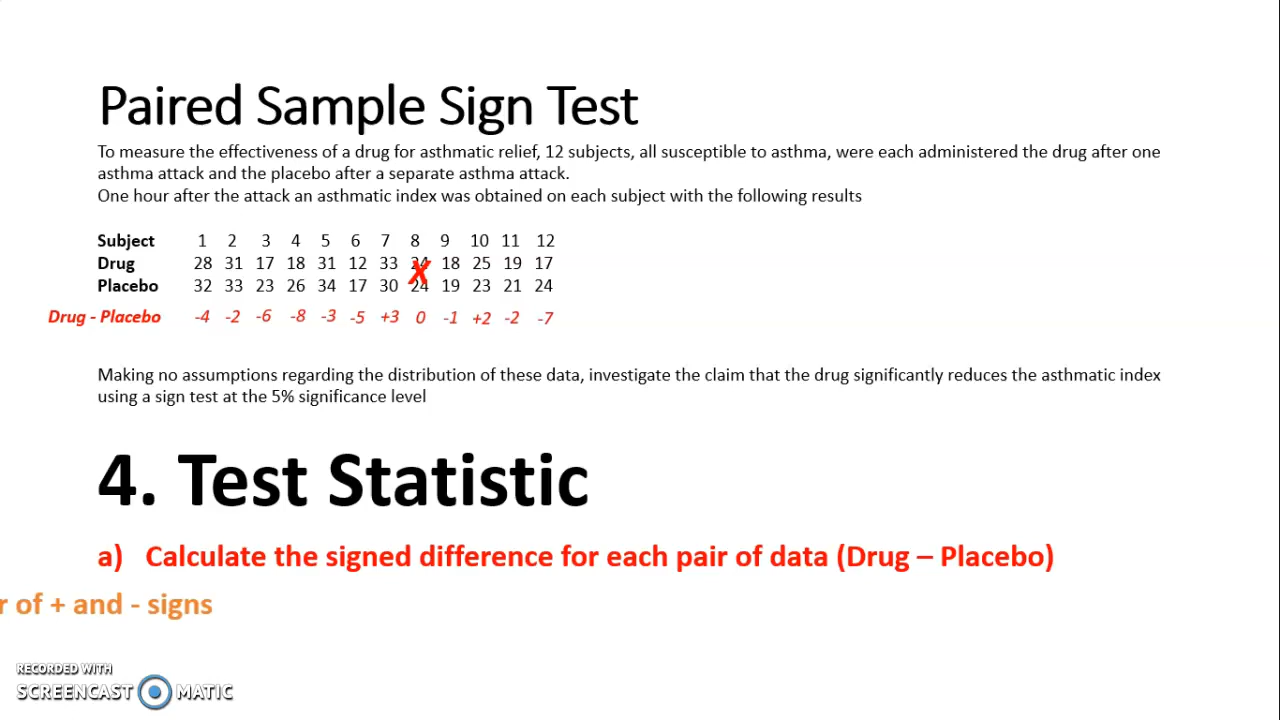 Paired Sample Sign Test
To measure the effectiveness of a drug for asthmatic relief, 12 subjects, all susceptible to asthma, were each administered the drug after one
asthma attack and the placebo after a separate asthma attack.
One hour after the attack an asthmatic index was obtained on each subject with the following results
Subject 1 2 3 4 5 6 7 8 9 10 11 12
Drug 28 31 17 18 31 12 33 24 18 25 19 17
X
Placebo 32 33 23 26 34 17 30 24 19 23 21 24
Drug - Placebo -4 -2 -6 -8 -3 -5 +3 0 -1 +2 -2 -7
Making no assumptions regarding the distribution of these data, investigate the claim that the drug significantly reduces the asthmatic index
using a sign test at the 5% significance level
4. Test Statistic
a) Calculate the signed difference for each pair of data (Drug – Placebo)
r of + and - signs
RECORDED WITH
SCREENCAST MATIC